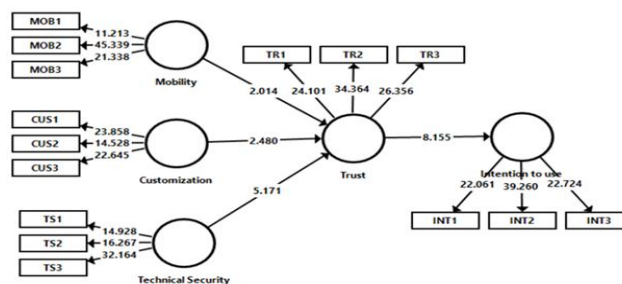 MOB1
11.213
MOB2
45.339
MOB3
21.338
Mobility
TR1
TR2
TR3
24.101
34.364
26.356
2.014
CUS1
23.858
CUS2
14.528
CUS3
22.645
Customization
2.480
Trust
8.155
Intention to use
5.171
22.061
39.260
22.724
INT1
INT2
INT3
TS1
14.928
TS2
16.267
TS3
32.164
Technical Security